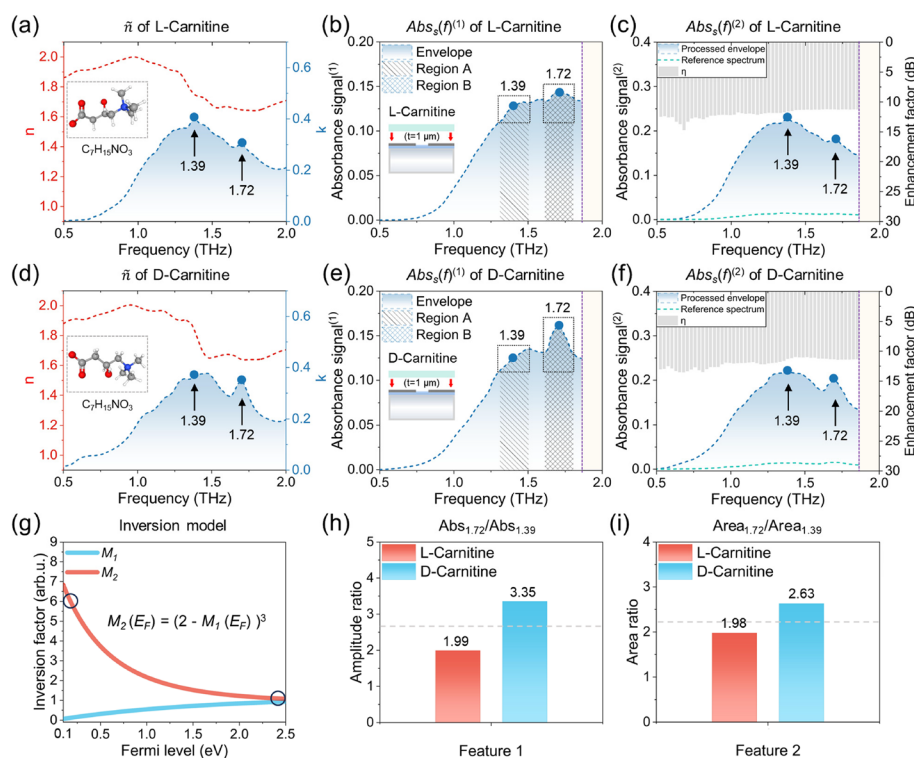 (a) ñ of L-Carnitine
2.0
1.8
1.6
1.4
1.2
1.0
n
0.6
0.4
0.2
0.0
k
C₇H₁₅NO₃
1.39
1.72
0.5 1.0 1.5 2.0
Frequency (THz)
(b) Absₛ(f)⁽¹⁾ of L-Carnitine
0.20
0.15
0.10
0.05
0.00
Absorbance signal⁽¹⁾
Envelope
Region A
Region B
1.39
1.72
L-Carnitine
(t=1 μm)
0.5 1.0 1.5 2.0
Frequency (THz)
(c) Absₛ(f)⁽²⁾ of L-Carnitine
0.4
0.3
0.2
0.1
0.0
Absorbance signal⁽²⁾
Processed envelope
Reference spectrum
η
0
5
10
15
20
25
30
Enhancement factor (dB)
1.39
1.72
0.5 1.0 1.5 2.0
Frequency (THz)
(d) ñ of D-Carnitine
2.0
1.8
1.6
1.4
1.2
1.0
n
0.6
0.4
0.2
0.0
k
C₇H₁₅NO₃
1.39
1.72
0.5 1.0 1.5 2.0
Frequency (THz)
(e) Absₛ(f)⁽¹⁾ of D-Carnitine
0.20
0.15
0.10
0.05
0.00
Absorbance signal⁽¹⁾
Envelope
Region A
Region B
1.39
1.72
D-Carnitine
(t=1 μm)
0.5 1.0 1.5 2.0
Frequency (THz)
(f) Absₛ(f)⁽²⁾ of D-Carnitine
0.4
0.3
0.2
0.1
0.0
Absorbance signal⁽²⁾
Processed envelope
Reference spectrum
η
0
5
10
15
20
25
30
Enhancement factor (dB)
1.39
1.72
0.5 1.0 1.5 2.0
Frequency (THz)
(g) Inversion model
9
8
7
6
5
4
3
2
1
0
Inversion factor (arb.u.)
M₁
M₂
M₂(E_F) = (2 - M₁(E_F))³
0.1 0.5 1.0 1.5 2.0 2.5
Fermi level (eV)
(h) Abs₁.₇₂/Abs₁.₃₉
5
4
3
2
1
0
Amplitude ratio
L-Carnitine
D-Carnitine
1.99
3.35
Feature 1
(i) Area₁.₇₂/Area₁.₃₉
4
3
2
1
0
Area ratio
L-Carnitine
D-Carnitine
1.98
2.63
Feature 2